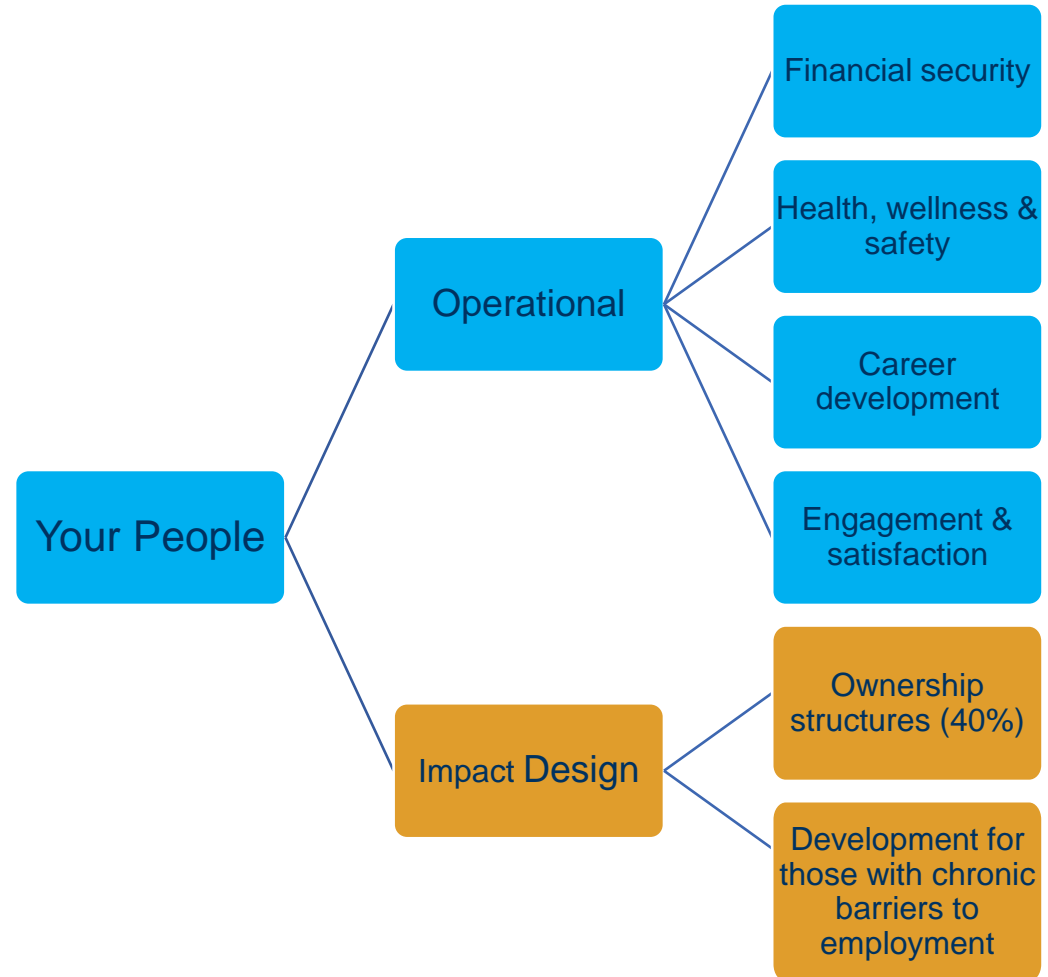 Your People
Operational
Financial security
Health, wellness &
safety
Career
development
Engagement &
satisfaction
Impact Design
Ownership
structures (40%)
Development for
those with chronic
barriers to
employment